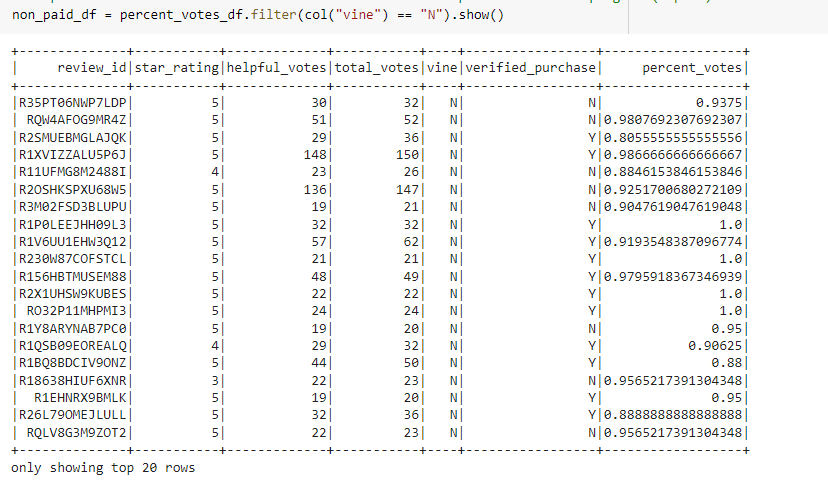 non_paid_df = percent_votes_df.filter(col("vine") == "N").show()
+--------------+-----------+-------------+-----------+----+-----------------+------------------+
|     review_id|star_rating|helpful_votes|total_votes|vine|verified_purchase|     percent_votes|
+--------------+-----------+-------------+-----------+----+-----------------+------------------+
|R35PT06NWP7LDP|          5|           30|         32|   N|                N|            0.9375|
| RQW4AFOG9MR4Z|          5|           51|         52|   N|                N|0.9807692307692307|
|R2SMUEBMGLAJQK|          5|           29|         36|   N|                Y|0.8055555555555556|
|R1XVIZZALU5P6J|          5|          148|        150|   N|                Y|0.9866666666666667|
|R11UFMG8M2488I|          4|           23|         26|   N|                N|0.8846153846153846|
|R2OSHKSPXU68W5|          5|          136|        147|   N|                N|0.9251700680272109|
|R3M02FSD3BLUPU|          5|           19|         21|   N|                N|0.9047619047619048|
|R1P0LEEJHH09L3|          5|           32|         32|   N|                Y|               1.0|
|R1V6UU1EHW3Q12|          5|           57|         62|   N|                Y|0.9193548387096774|
|R230W87COFSTCL|          5|           21|         21|   N|                Y|               1.0|
|R156HBTMUSEM88|          5|           48|         49|   N|                Y|0.9795918367346939|
|R2X1UHSW9KUBES|          5|           22|         22|   N|                Y|               1.0|
| RO32P11MHPMI3|          5|           24|         24|   N|                Y|               1.0|
|R1Y8ARYNAB7PC0|          5|           19|         20|   N|                N|              0.95|
|R1QSB09EOREALQ|          4|           29|         32|   N|                Y|           0.90625|
|R1BQ8BDCIV9ONZ|          5|           44|         50|   N|                Y|              0.88|
|R18638HIUF6XNR|          3|           22|         23|   N|                N|0.9565217391304348|
|  R1EHNRX9BMLK|          5|           19|         20|   N|                Y|              0.95|
|R26L79OMEJLULL|          5|           32|         36|   N|                Y|0.8888888888888888|
| RQLV8G3M9ZOT2|          5|           22|         23|   N|                N|0.9565217391304348|
+--------------+-----------+-------------+-----------+----+-----------------+------------------+
only showing top 20 rows